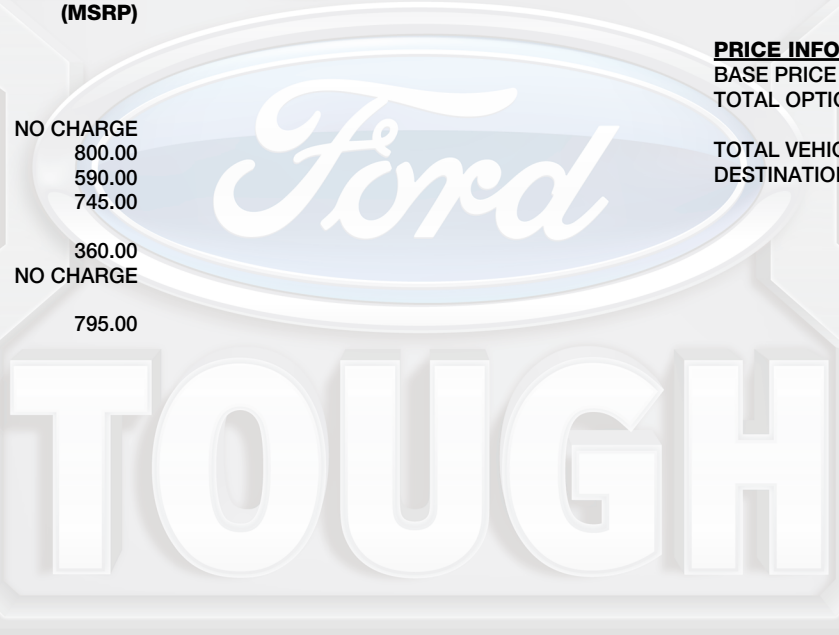 (MSRP)
NO CHARGE
800.00
590.00
745.00
360.00
NO CHARGE
795.00
PRICE INFO
BASE PRICE
TOTAL OPTIO
TOTAL VEHIC
DESTINATION
Ford
TOUGH